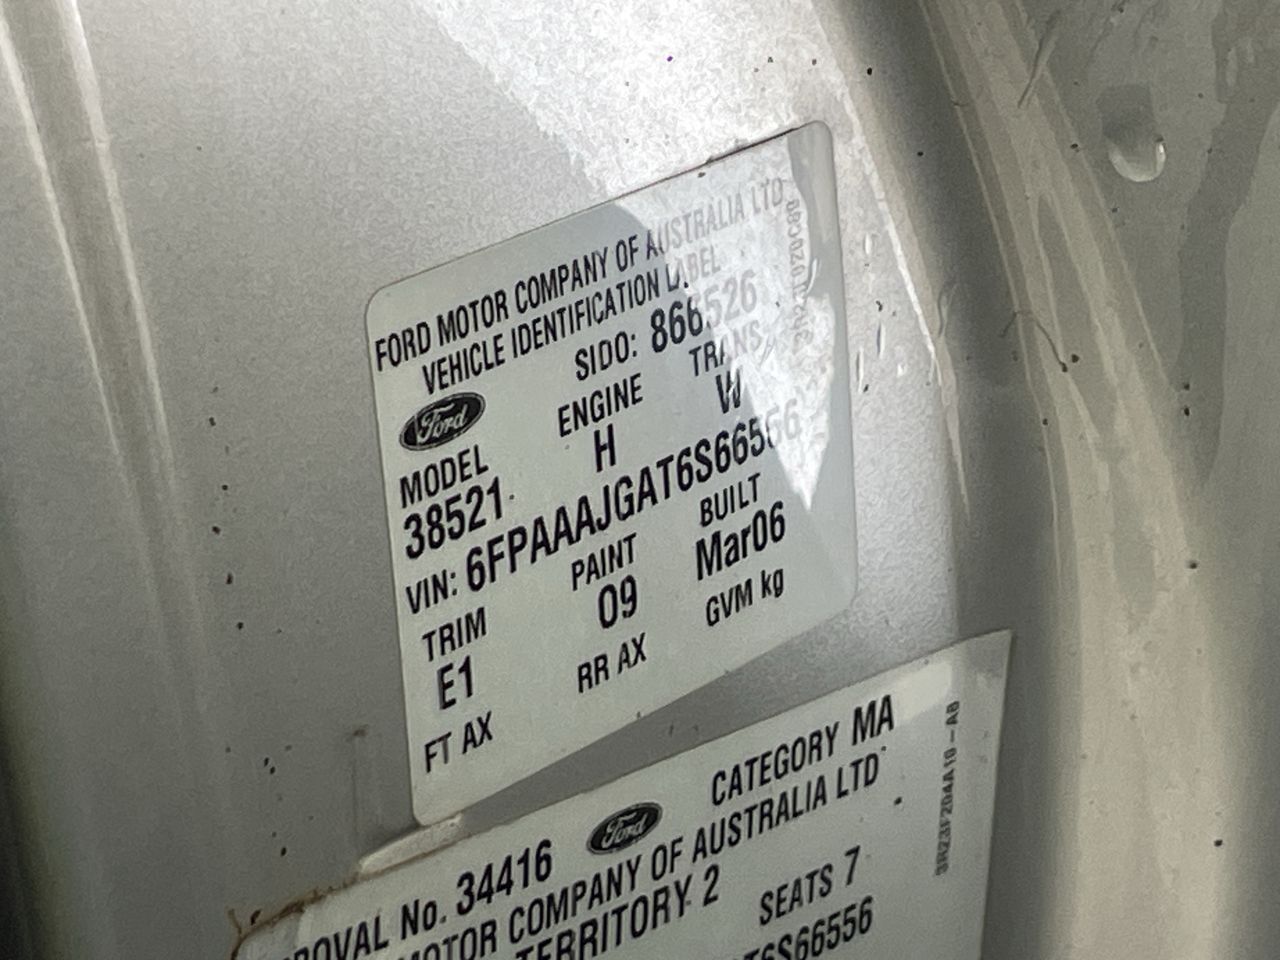 FORD MOTOR COMPANY OF AUSTRALIA LTD
VEHICLE IDENTIFICATION LABEL
Ford
SIDO: 866526
MODEL ENGINE TRANS
38521 H W
VIN: 6FPAAAJGAT6S66556
TRIM PAINT BUILT
E1 09 Mar06
FT AX RR AX GVM kg
ROVAL No. 34416 Ford CATEGORY MA
MOTOR COMPANY OF AUSTRALIA LTD
TERRITORY 2
SEATS 7
T6S66556